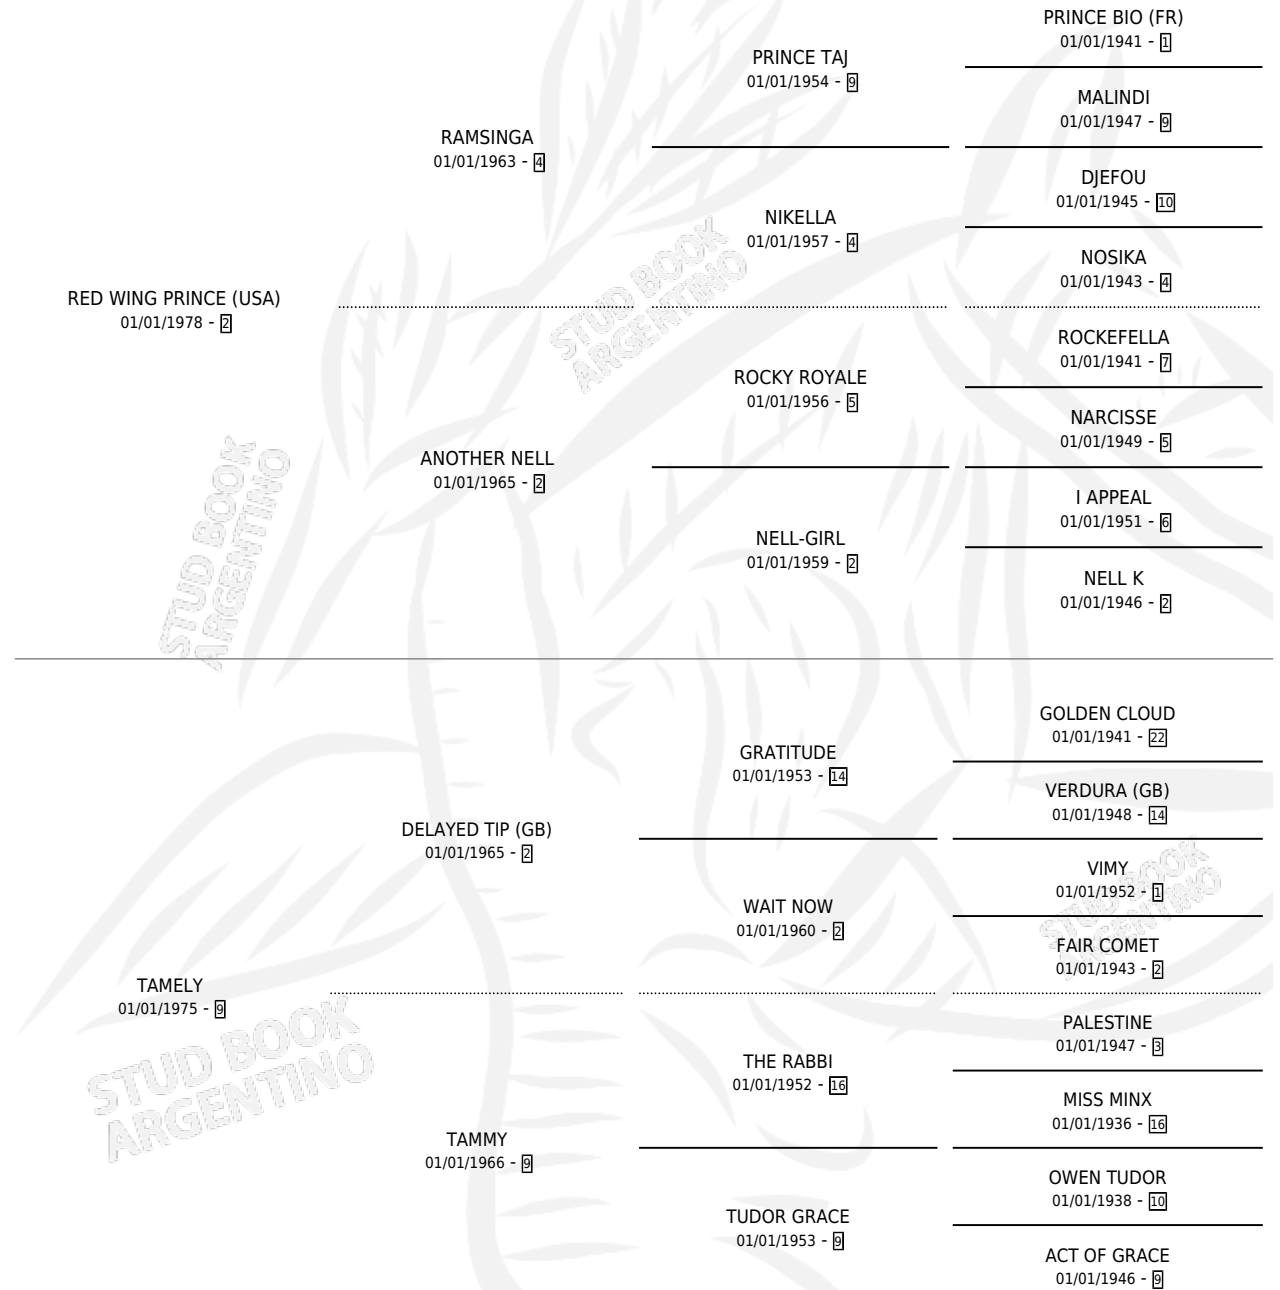 PRINCE BIO (FR)
01/01/1941 - 1
PRINCE TAJ
01/01/1954 - 9
MALINDI
01/01/1947 - 9
RAMSINGA
01/01/1963 - 4
DJEFOU
01/01/1945 - 10
NIKELLA
01/01/1957 - 4
NOSIKA
01/01/1943 - 4
RED WING PRINCE (USA)
01/01/1978 - 2
ROCKEFELLA
01/01/1941 - 7
ROCKY ROYALE
01/01/1956 - 5
NARCISSE
01/01/1949 - 5
ANOTHER NELL
01/01/1965 - 2
I APPEAL
01/01/1951 - 6
NELL-GIRL
01/01/1959 - 2
NELL K
01/01/1946 - 2
GOLDEN CLOUD
01/01/1941 - 22
GRATITUDE
01/01/1953 - 14
VERDURA (GB)
01/01/1948 - 14
DELAYED TIP (GB)
01/01/1965 - 2
VIMY
01/01/1952 - 1
WAIT NOW
01/01/1960 - 2
FAIR COMET
01/01/1943 - 2
TAMELY
01/01/1975 - 9
PALESTINE
01/01/1947 - 3
THE RABBI
01/01/1952 - 16
MISS MINX
01/01/1936 - 16
TAMMY
01/01/1966 - 9
OWEN TUDOR
01/01/1938 - 10
TUDOR GRACE
01/01/1953 - 9
ACT OF GRACE
01/01/1946 - 9
STUD BOOK
ARGENTINO
STUD BOOK
ARGENTINO
STUD BOOK
ARGENTINO
STUD BOOK
ARGENTINO